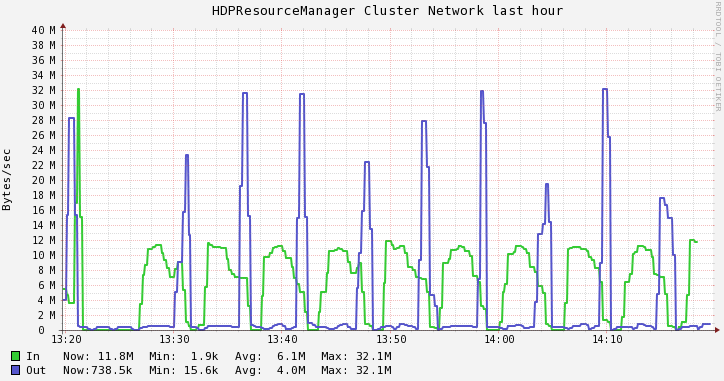 HDPResourceManager Cluster Network last hour
RRDTOOL / TOBI OETIKER
Bytes/sec
40 M
38 M
36 M
34 M
32 M
30 M
28 M
26 M
24 M
22 M
20 M
18 M
16 M
14 M
12 M
10 M
8 M
6 M
4 M
2 M
0
13:20 13:30 13:40 13:50 14:00 14:10
In Now: 11.8M Min: 1.9k Avg: 6.1M Max: 32.1M
Out Now:738.5k Min: 15.6k Avg: 4.0M Max: 32.1M